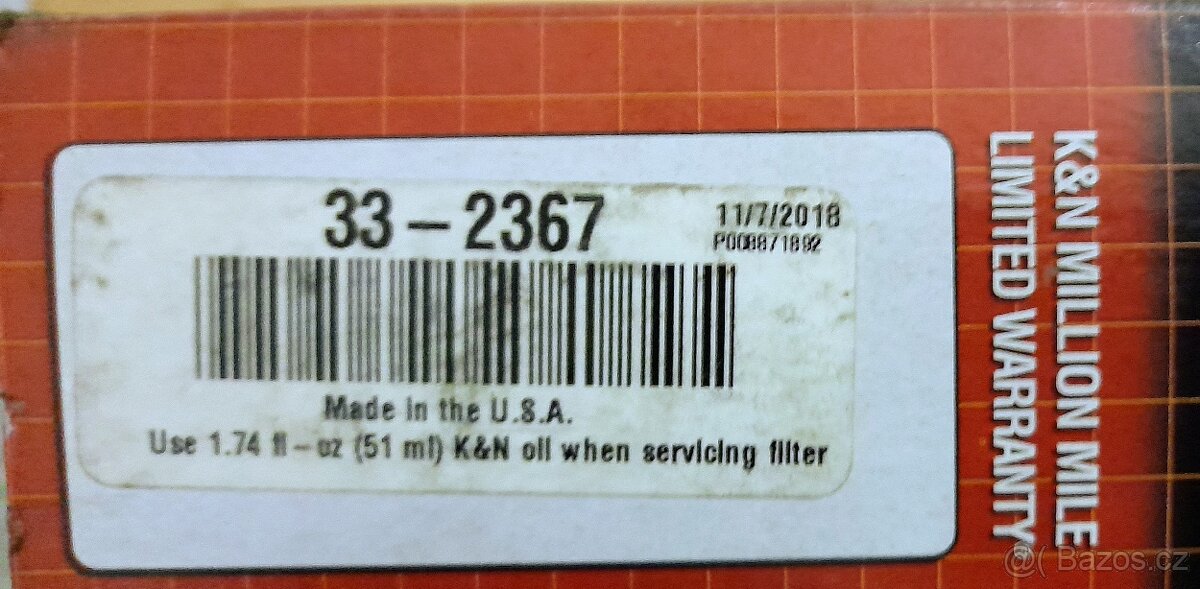 33-2367
11/7/2018
Made in the U.S.A.
Use 1.74 fl-oz (51 ml) K&N oil when servicing filter
K&N MILLION MILE
LIMITED WARRANTY
@( Bazos.cz